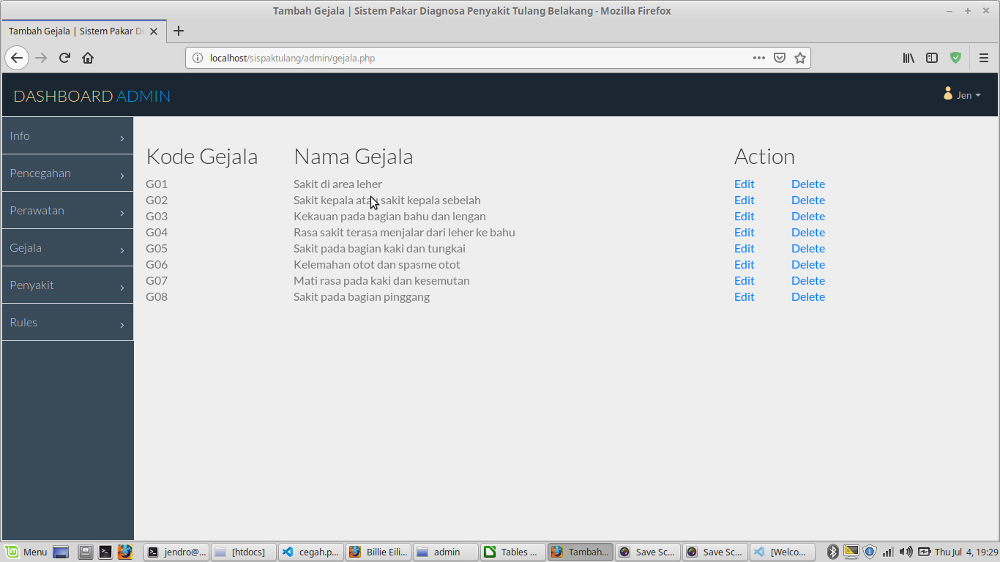 Tambah Gejala | Sistem Pakar Diagnosa Penyakit Tulang Belakang - Mozilla Firefox
Tambah Gejala | Sistem Pakar Di
localhost/sispaktulang/admin/gejala.php
DASHBOARD ADMIN
Jen
Info
Pencegahan
Perawatan
Gejala
Penyakit
Rules
Kode Gejala Nama Gejala Action
G01 Sakit di area leher Edit Delete
G02 Sakit kepala atau sakit kepala sebelah Edit Delete
G03 Kekauan pada bagian bahu dan lengan Edit Delete
G04 Rasa sakit terasa menjalar dari leher ke bahu Edit Delete
G05 Sakit pada bagian kaki dan tungkai Edit Delete
G06 Kelemahan otot dan spasme otot Edit Delete
G07 Mati rasa pada kaki dan kesemutan Edit Delete
G08 Sakit pada bagian pinggang Edit Delete
Menu jendro@... [htdocs] cegah.p... Billie Eili... admin Tables ... Tambah... Save Sc... Save Sc... [Welco... Thu Jul 4, 19:29